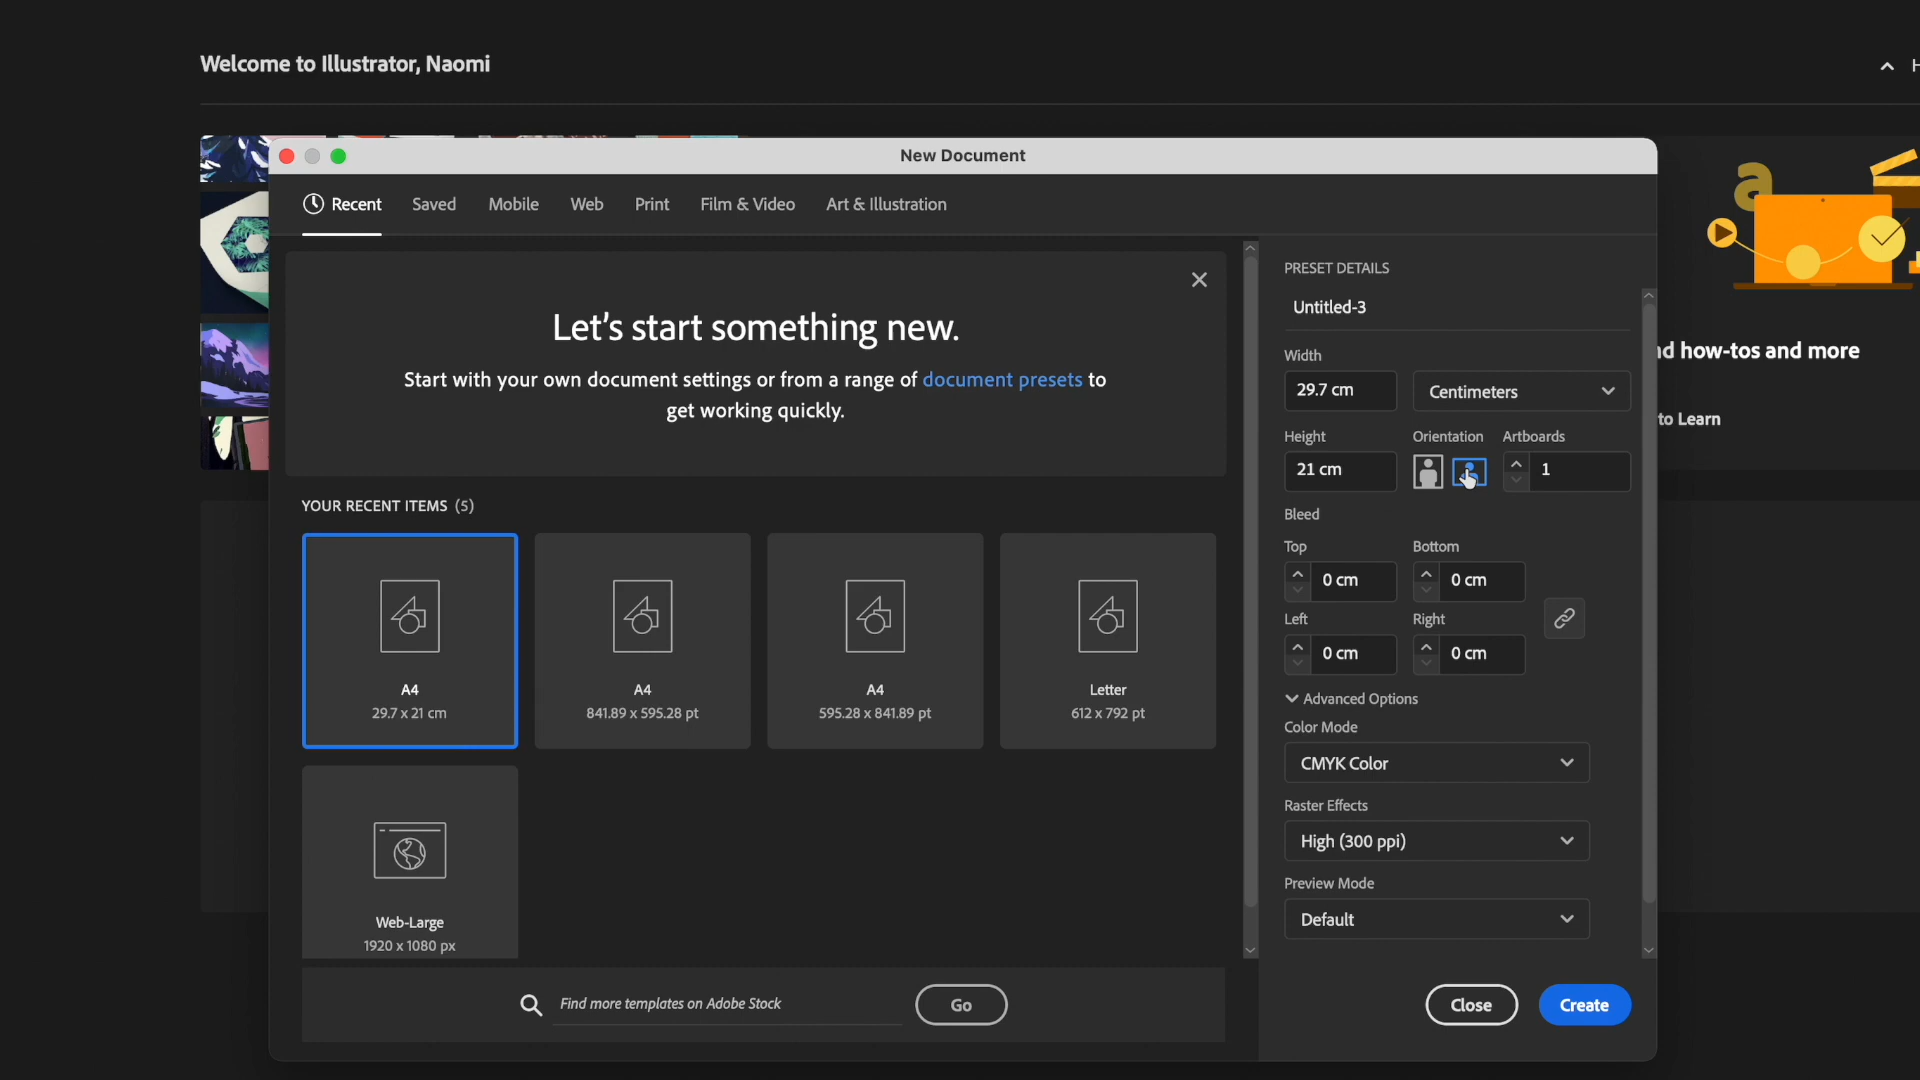 Welcome to Illustrator, Naomi
H
New Document
Recent Saved Mobile Web Print Film & Video Art & Illustration
Let's start something new.
Start with your own document settings or from a range of document presets to
get working quickly.
YOUR RECENT ITEMS (5)
A4
29.7 x 21 cm
A4
841.89 x 595.28 pt
A4
595.28 x 841.89 pt
Letter
612 x 792 pt
Web-Large
1920 x 1080 px
Find more templates on Adobe Stock
Go
PRESET DETAILS
Untitled-3
Width
29.7 cm Centimeters
Height Orientation Artboards
21 cm 1
Bleed
Top Bottom
0 cm 0 cm
Left Right
0 cm 0 cm
Advanced Options
Color Mode
CMYK Color
Raster Effects
High (300 ppi)
Preview Mode
Default
Close Create
a
d how-tos and more
to Learn